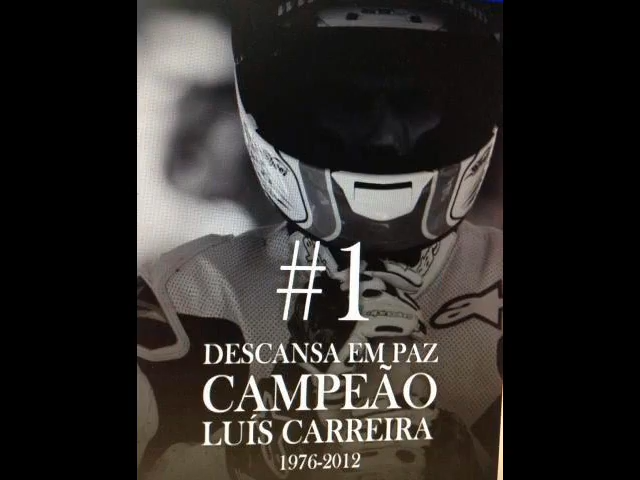 #1
DESCANSA EM PAZ
CAMPEÃO
LUÍS CARREIRA
1976-2012